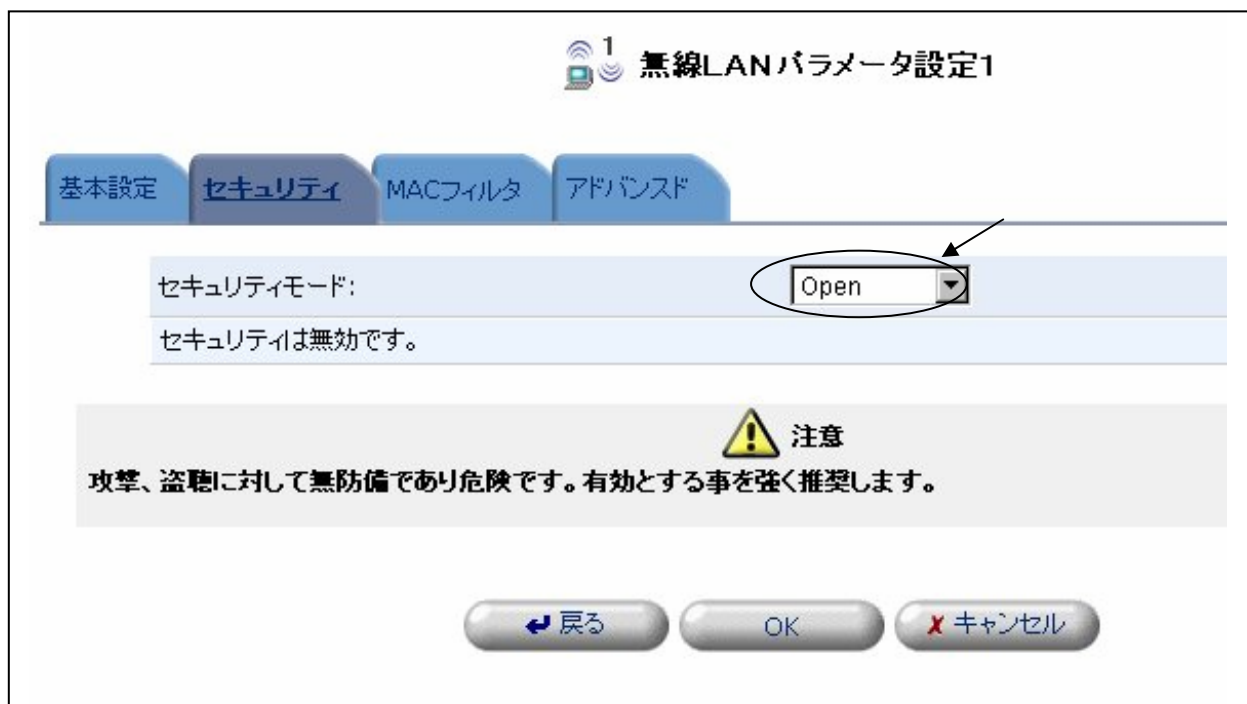 1
無線LANパラメータ設定1
基本設定 セキュリティ MACフィルタ アドバンスド
セキュリティモード: Open
セキュリティは無効です。
注意
攻撃、盗聴に対して無防備であり危険です。有効とする事を強く推奨します。
戻る OK キャンセル